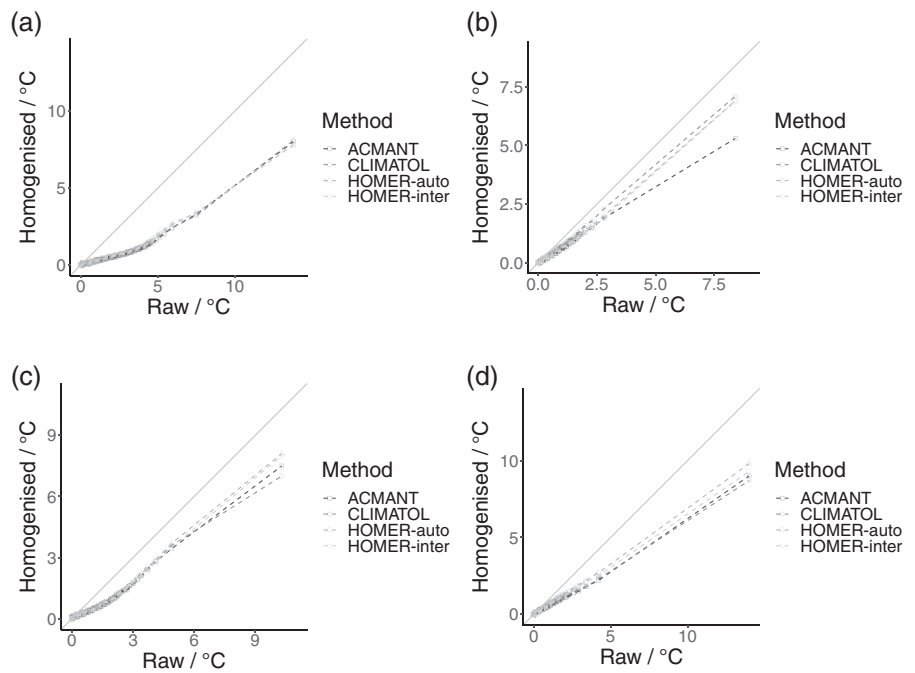 (a)
10
5
0
0 5 10
Raw / °C
Homogenised / °C
Method
ACMANT
CLIMATOL
HOMER-auto
HOMER-inter
(b)
7.5
5.0
2.5
0.0
0.0 2.5 5.0 7.5
Raw / °C
Homogenised / °C
Method
ACMANT
CLIMATOL
HOMER-auto
HOMER-inter
(c)
9
6
3
0
0 3 6 9
Raw / °C
Homogenised / °C
Method
ACMANT
CLIMATOL
HOMER-auto
HOMER-inter
(d)
10
5
0
0 5 10
Raw / °C
Homogenised / °C
Method
ACMANT
CLIMATOL
HOMER-auto
HOMER-inter